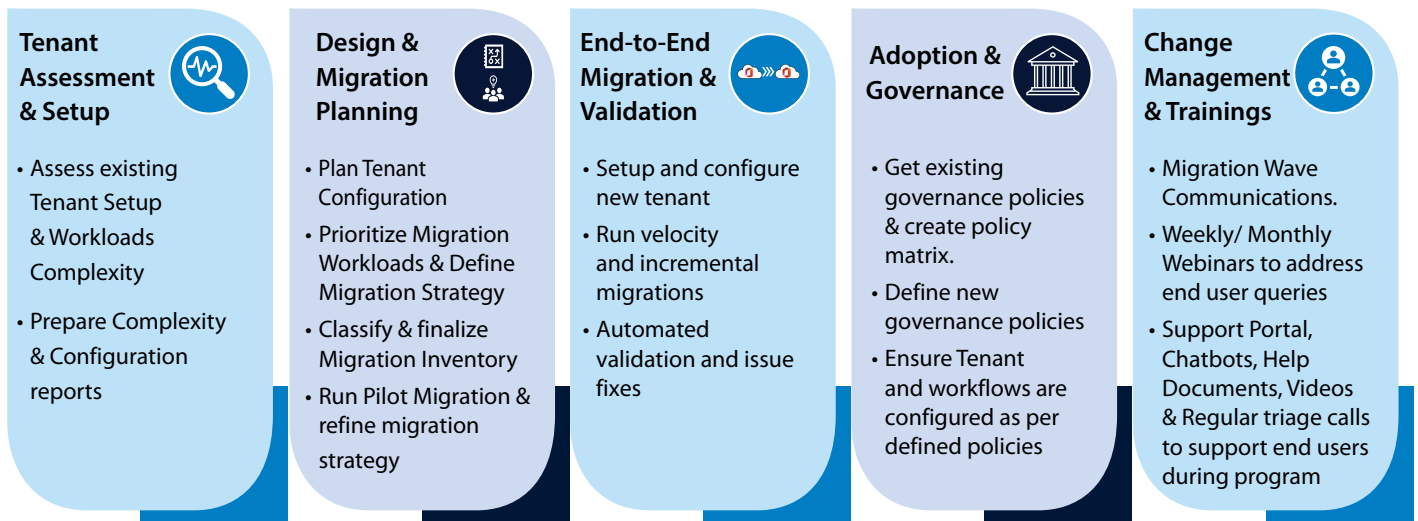 Tenant
Assessment
& Setup
• Assess existing
Tenant Setup
& Workloads
Complexity
• Prepare Complexity
& Configuration
reports
Design &
Migration
Planning
• Plan Tenant
Configuration
• Prioritize Migration
Workloads & Define
Migration Strategy
• Classify & finalize
Migration Inventory
• Run Pilot Migration &
refine migration
strategy
End-to-End
Migration &
Validation
• Setup and configure
new tenant
• Run velocity
and incremental
migrations
• Automated
validation and issue
fixes
Adoption &
Governance
• Get existing
governance policies
& create policy
matrix.
• Define new
governance policies
• Ensure Tenant
and workflows are
configured as per
defined policies
Change
Management
& Trainings
• Migration Wave
Communications.
• Weekly/ Monthly
Webinars to address
end user queries
• Support Portal,
Chatbots, Help
Documents, Videos
& Regular triage calls
to support end users
during program